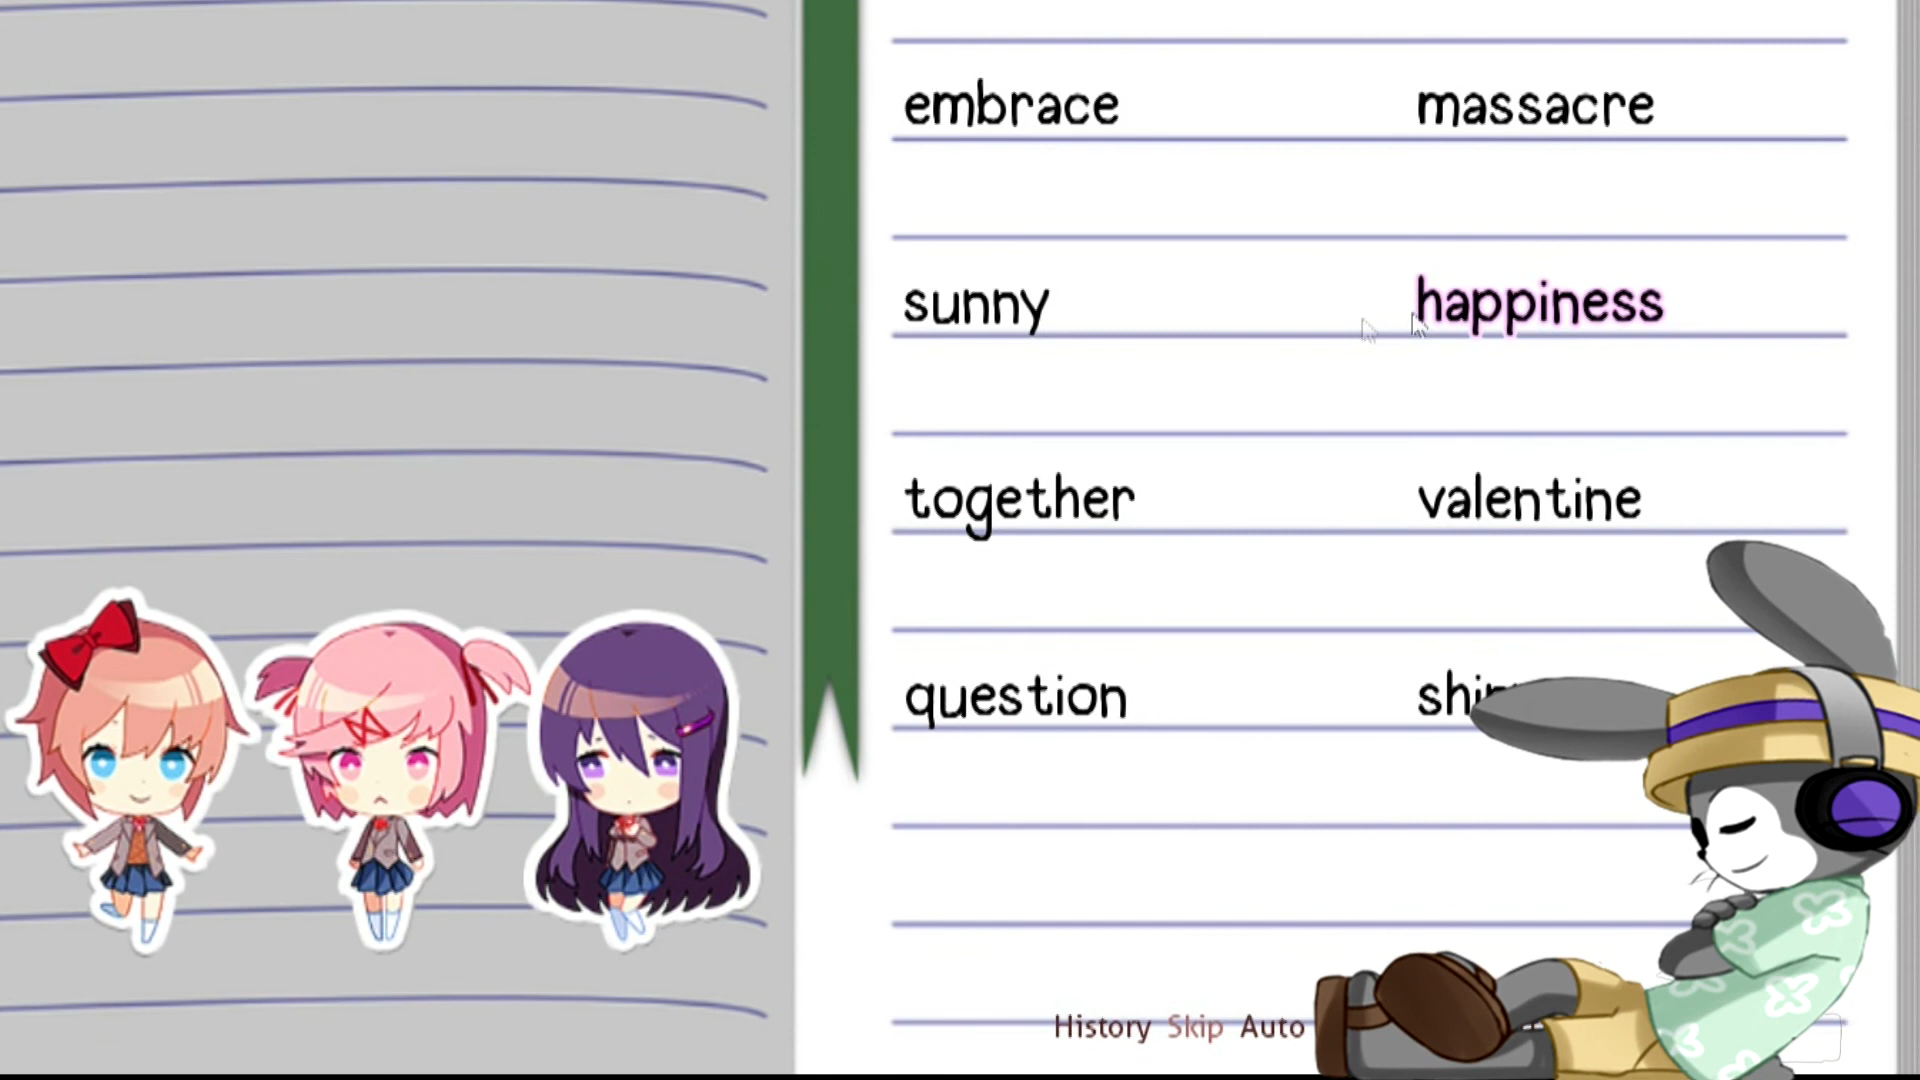 embrace massacre
sunny happiness
together valentine
question
History Skip Auto